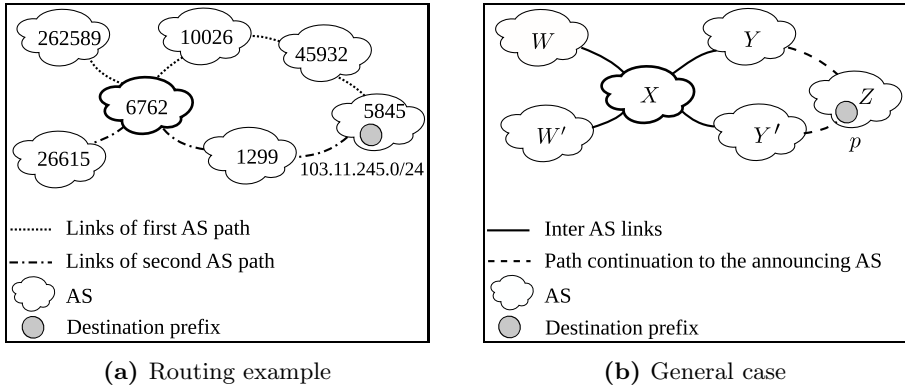 262589
10026
45932
6762
5845
26615
1299
103.11.245.0/24
Links of first AS path
Links of second AS path
AS
Destination prefix
(a) Routing example
W
Y
X
Z
W′
Y′
p
Inter AS links
Path continuation to the announcing AS
AS
Destination prefix
(b) General case